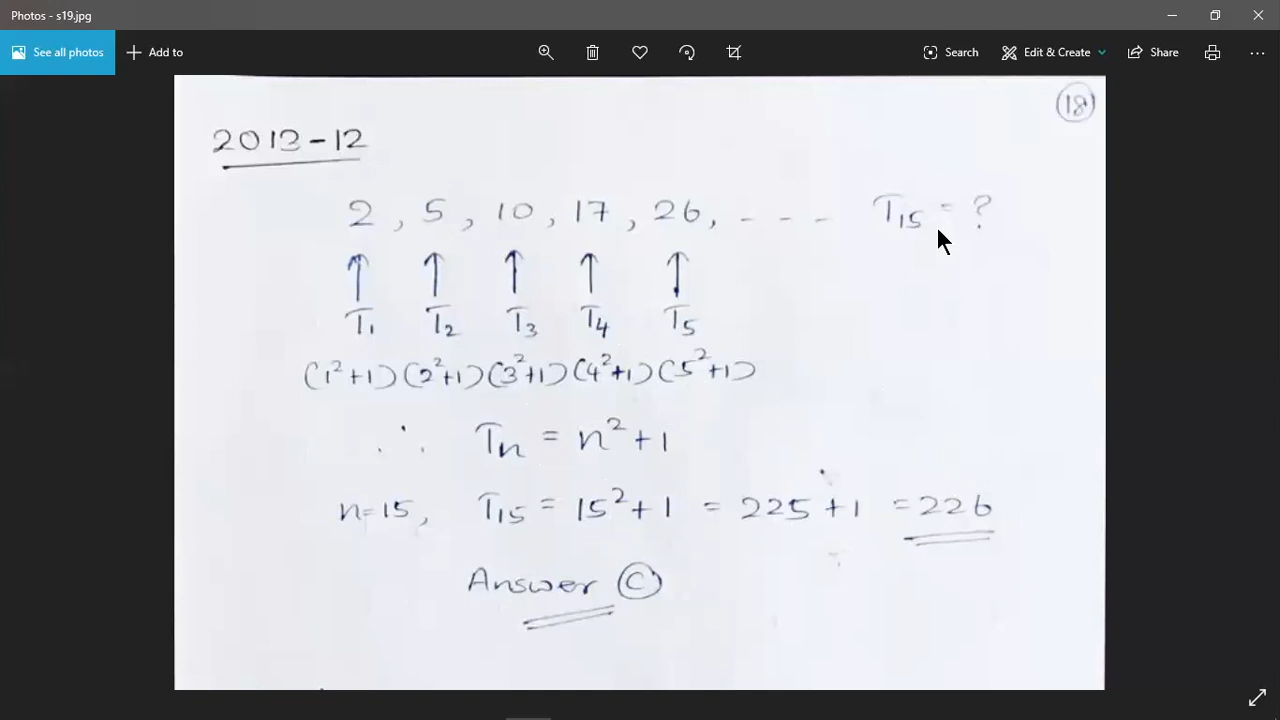 Photos - s19.jpg
See all photos
Add to
Search
Edit & Create
Share
18
2013-12
2, 5, 10, 17, 26, - - - T₁₅ = ?
↑ ↑ ↑ ↑ ↑
T₁ T₂ T₃ T₄ T₅
(1²+1) (2²+1) (3²+1) (4²+1) (5²+1)
∴ Tₙ = n²+1
n=15, T₁₅ = 15²+1 = 225+1 = 226
Answer C